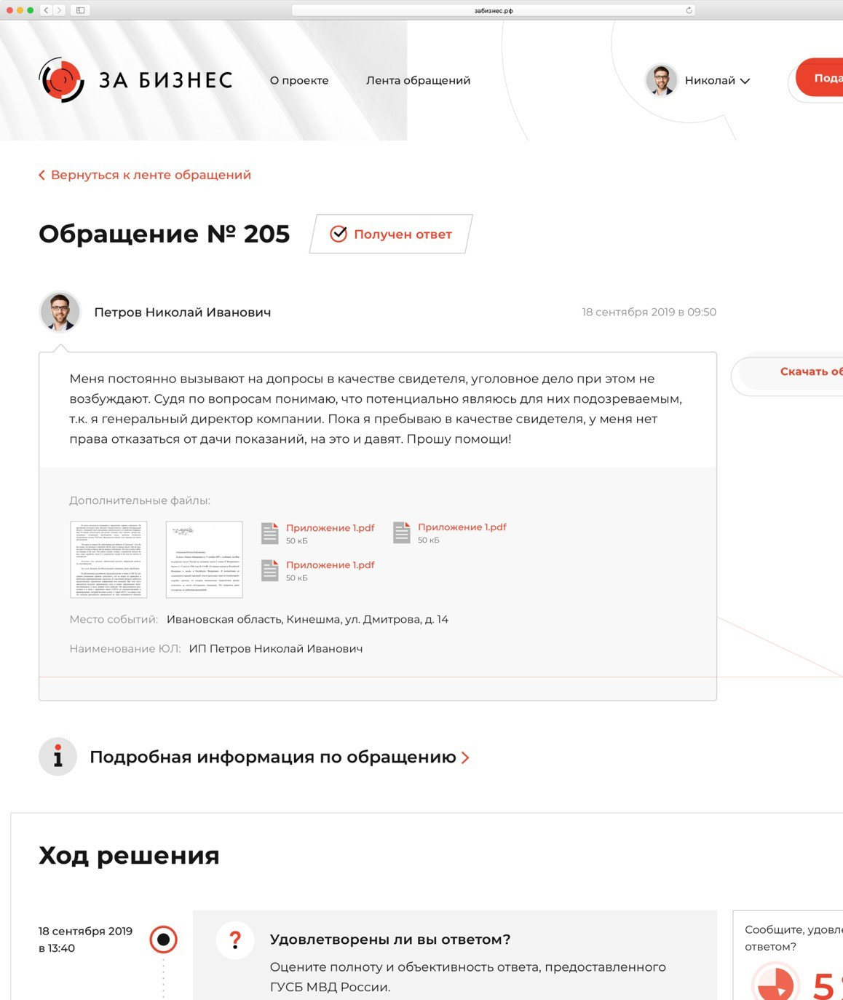 забизнес.рф
ЗА БИЗНЕС
О проекте
Лента обращений
Николай
Пода
Вернуться к ленте обращений
Обращение № 205
Получен ответ
Петров Николай Иванович
18 сентября 2019 в 09:50
Меня постоянно вызывают на допросы в качестве свидетеля, уголовное дело при этом не
возбуждают. Судя по вопросам понимаю, что потенциально являюсь для них подозреваемым,
т.к. я генеральный директор компании. Пока я пребываю в качестве свидетеля, у меня нет
права отказаться от дачи показаний, на это и давят. Прошу помощи!
Скачать об
Дополнительные файлы:
Приложение 1.pdf
50 кБ
Приложение 1.pdf
50 кБ
Приложение 1.pdf
50 кБ
Место событий: Ивановская область, Кинешма, ул. Дмитрова, д. 14
Наименование ЮЛ: ИП Петров Николай Иванович
Подробная информация по обращению
Ход решения
18 сентября 2019
в 13:40
Удовлетворены ли вы ответом?
Оцените полноту и объективность ответа, предоставленного
ГУСБ МВД России.
Сообщите, удовле
ответом?
5